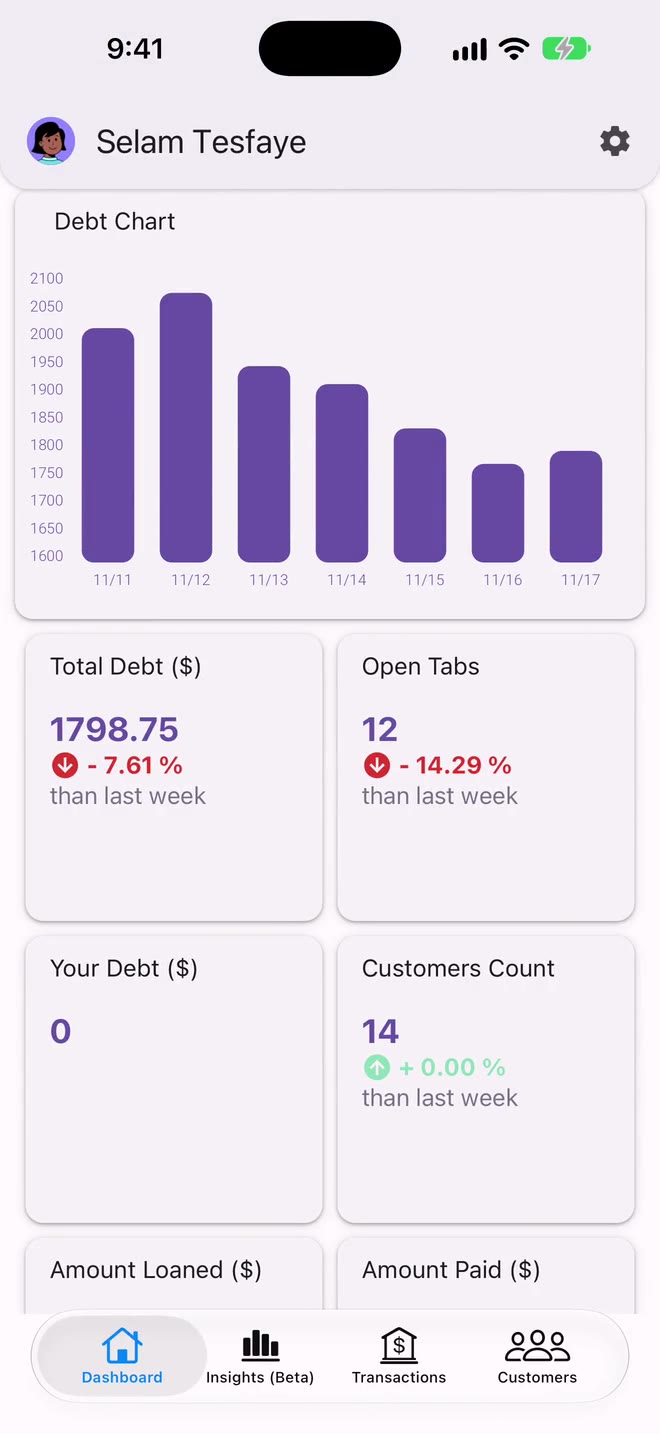 9:41
Selam Tesfaye
Debt Chart
2100
2050
2000
1950
1900
1850
1800
1750
1700
1650
1600
11/11 11/12 11/13 11/14 11/15 11/16 11/17
Total Debt ($)
1798.75
- 7.61 %
than last week
Open Tabs
12
- 14.29 %
than last week
Your Debt ($)
0
Customers Count
14
+ 0.00 %
than last week
Amount Loaned ($)
Amount Paid ($)
Dashboard
Insights (Beta)
$
Transactions
Customers